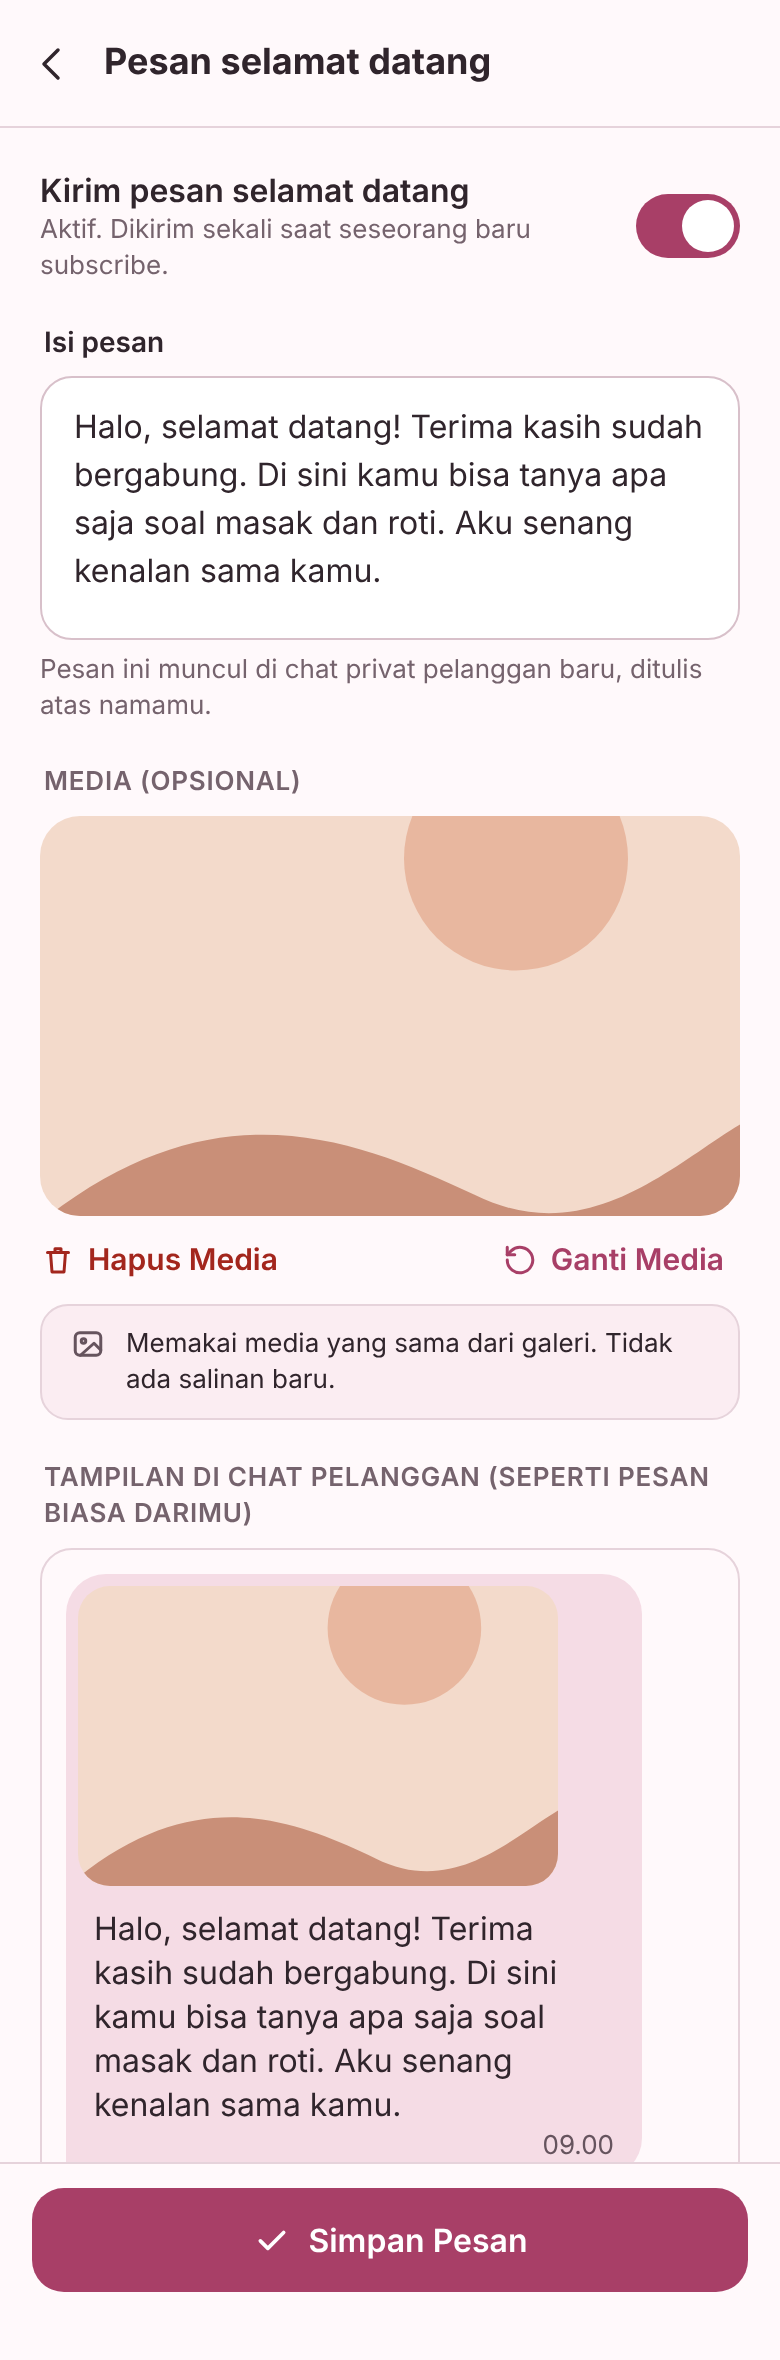 Pesan selamat datang
Kirim pesan selamat datang
Aktif. Dikirim sekali saat seseorang baru
subscribe.
Isi pesan
Halo, selamat datang! Terima kasih sudah
bergabung. Di sini kamu bisa tanya apa
saja soal masak dan roti. Aku senang
kenalan sama kamu.
Pesan ini muncul di chat privat pelanggan baru, ditulis
atas namamu.
MEDIA (OPSIONAL)
Hapus Media
Ganti Media
Memakai media yang sama dari galeri. Tidak
ada salinan baru.
TAMPILAN DI CHAT PELANGGAN (SEPERTI PESAN
BIASA DARIMU)
Halo, selamat datang! Terima
kasih sudah bergabung. Di sini
kamu bisa tanya apa saja soal
masak dan roti. Aku senang
kenalan sama kamu.
09.00
Simpan Pesan